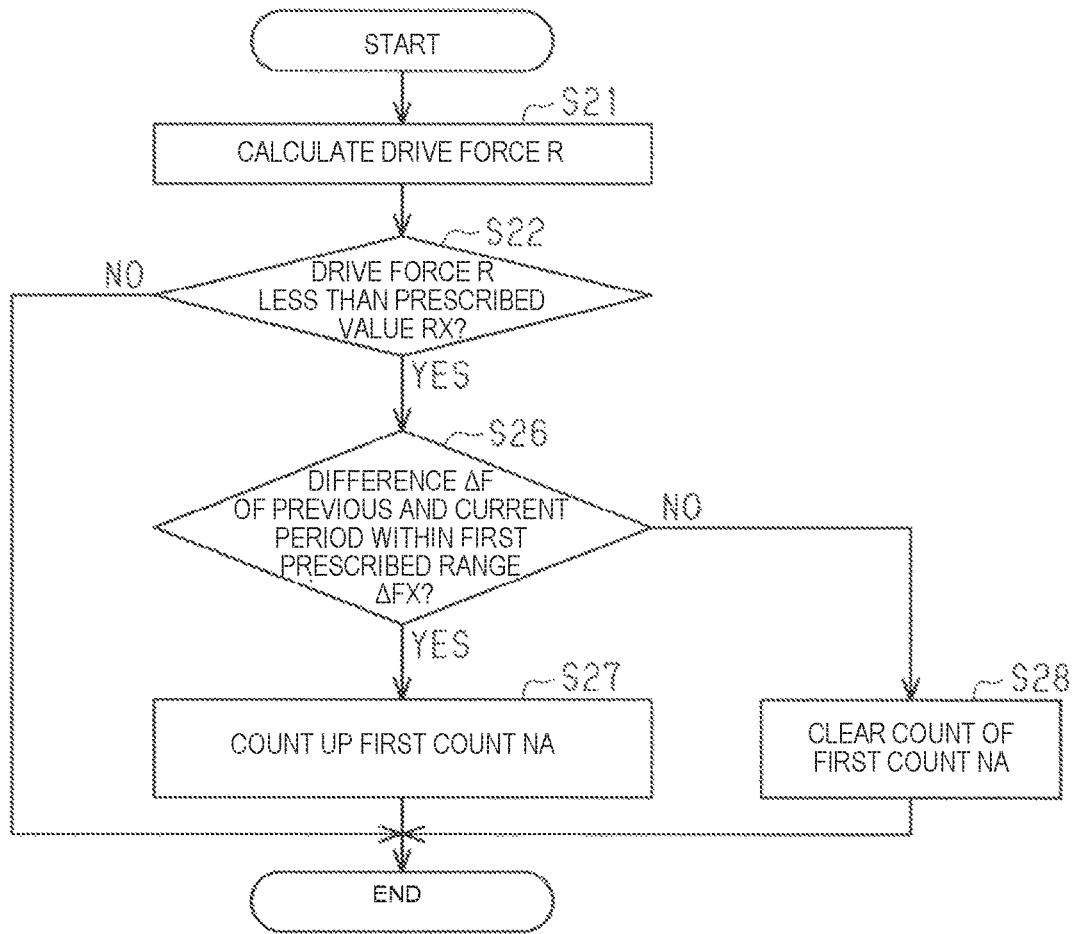 START
S21
CALCULATE DRIVE FORCE R
S22
NO
DRIVE FORCE R
LESS THAN PRESCRIBED
VALUE RX?
YES
S26
DIFFERENCE ΔF
OF PREVIOUS AND CURRENT
PERIOD WITHIN FIRST
PRESCRIBED RANGE
ΔFX?
NO
YES
S27
COUNT UP FIRST COUNT NA
S28
CLEAR COUNT OF
FIRST COUNT NA
END